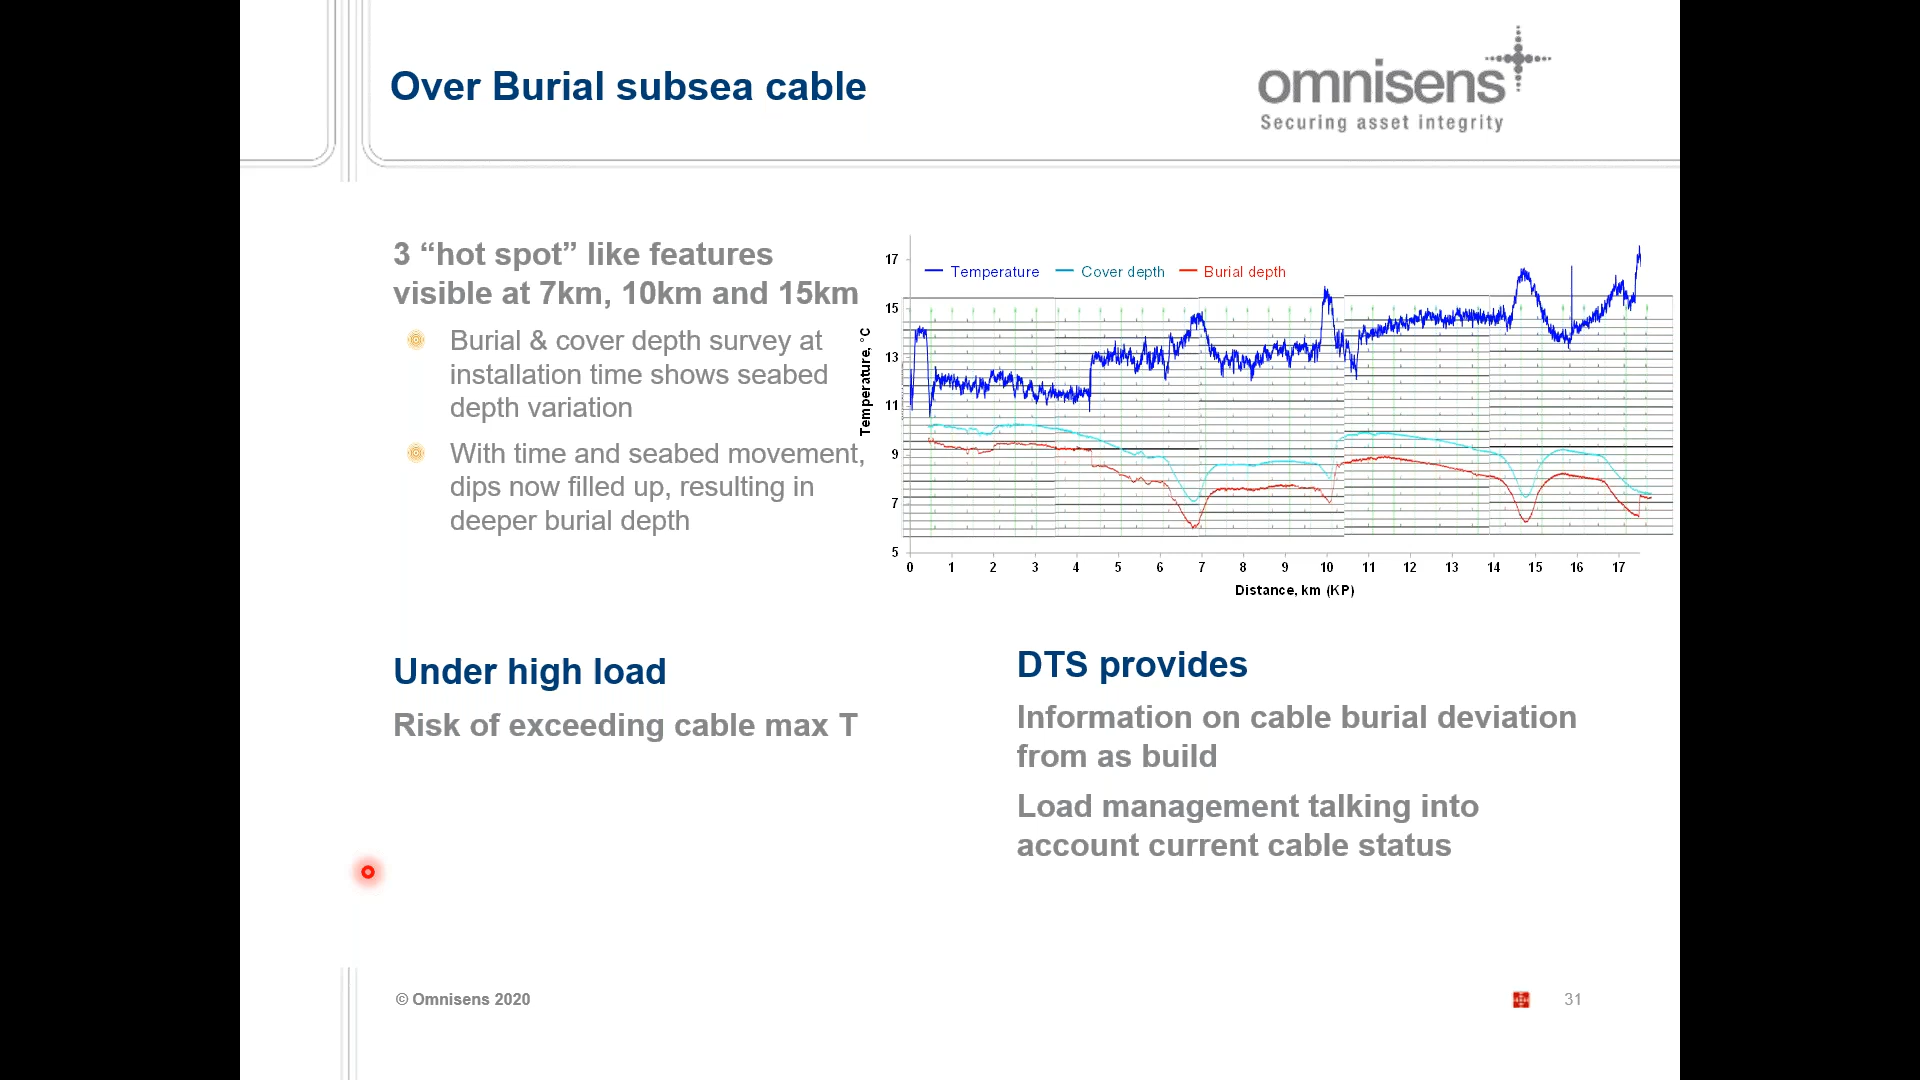 Over Burial subsea cable
omnisens
Securing asset integrity
3 “hot spot” like features
visible at 7km, 10km and 15km
Burial & cover depth survey at
installation time shows seabed
depth variation
With time and seabed movement,
dips now filled up, resulting in
deeper burial depth
Temperature Cover depth Burial depth
Temperature, °C
17
15
13
11
9
7
5
0 1 2 3 4 5 6 7 8 9 10 11 12 13 14 15 16 17
Distance, km (KP)
Under high load
Risk of exceeding cable max T
DTS provides
Information on cable burial deviation
from as build
Load management talking into
account current cable status
© Omnisens 2020
31